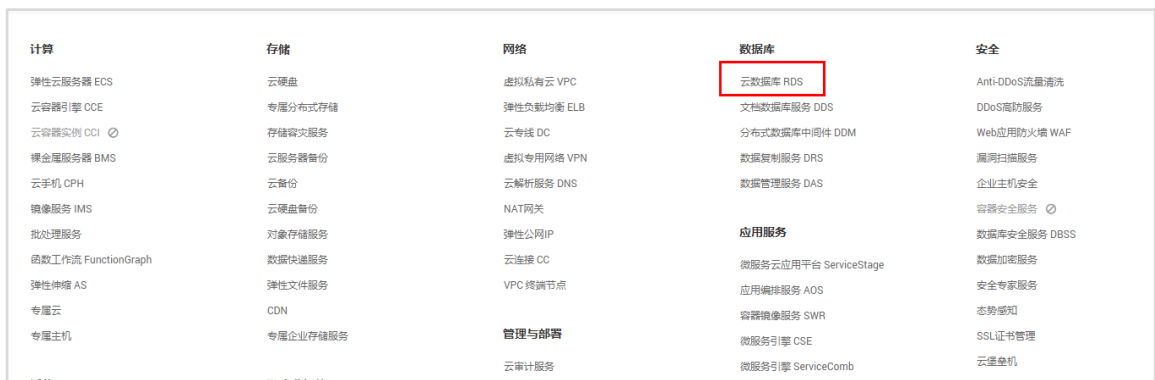 计算
弹性云服务器 ECS
云容器引擎 CCE
云容器实例 CCI
裸金属服务器 BMS
云手机 CPH
镜像服务 IMS
批处理服务
函数工作流 FunctionGraph
弹性伸缩 AS
专属云
专属主机
存储
云硬盘
专属分布式存储
存储容灾服务
云服务器备份
云备份
云硬盘备份
对象存储服务
数据快递服务
弹性文件服务
CDN
专属企业存储服务
网络
虚拟私有云 VPC
弹性负载均衡 ELB
云专线 DC
虚拟专用网络 VPN
云解析服务 DNS
NAT网关
弹性公网IP
云连接 CC
VPC 终端节点
管理与部署
云审计服务
数据库
云数据库 RDS
文档数据库服务 DDS
分布式数据库中间件 DDM
数据复制服务 DRS
数据管理服务 DAS
应用服务
微服务云应用平台 ServiceStage
应用编排服务 AOS
容器镜像服务 SWR
微服务引擎 CSE
微服务引擎 ServiceComb
安全
Anti-DDoS流量清洗
DDoS高防服务
Web应用防火墙 WAF
漏洞扫描服务
企业主机安全
容器安全服务
数据库安全服务 DBSS
数据加密服务
安全专家服务
态势感知
SSL证书管理
云堡垒机